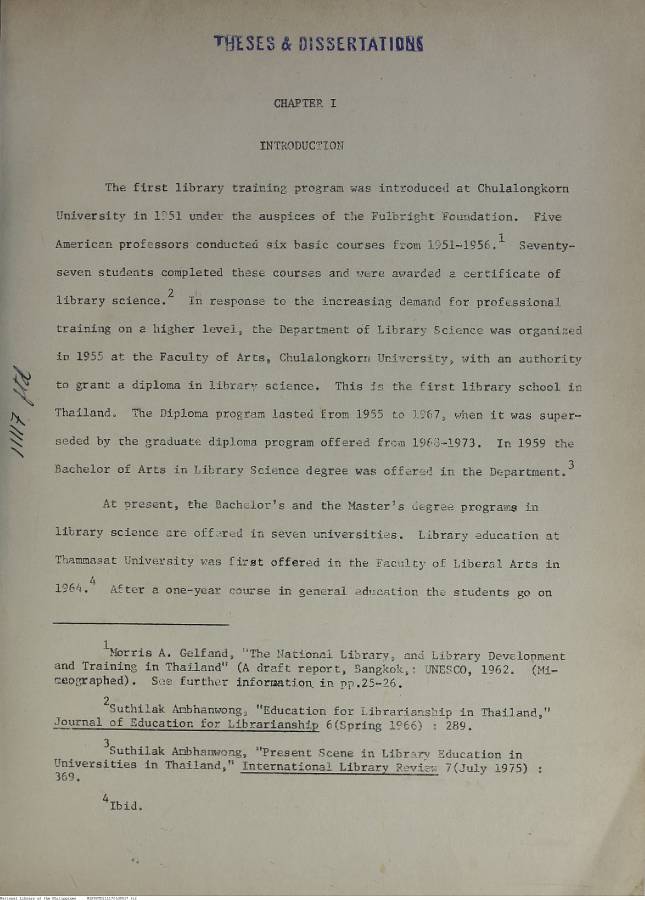 THESES & DISSERTATIONS
CHAPTER I
INTRODUCTION
The first library training program was introduced at Chulalongkorn
University in 1951 under the auspices of the Fulbright Foundation. Five
American professors conducted six basic courses from 1951-1956.1 Seventy-
seven students completed these courses and were awarded a certificate of
library science.2 In response to the increasing demand for professional
training on a higher level, the Department of Library Science was organized
in 1955 at the Faculty of Arts, Chulalongkorn University, with an authority
to grant a diploma in library science. This is the first library school in
Thailand. The Diploma program lasted from 1955 to 1967, when it was super-
seded by the graduate diploma program offered from 1968-1973. In 1959 the
Bachelor of Arts in Library Science degree was offered in the Department.3
At present, the Bachelor's and the Master's degree programs in
library science are offered in seven universities. Library education at
Thammasat University was first offered in the Faculty of Liberal Arts in
1964.4 After a one-year course in general education the students go on
1Morris A. Gelfand, "The National Library, and Library Development
and Training in Thailand" (A draft report, Bangkok,: UNESCO, 1962. (Mi-
meographed). See further information in pp.25-26.
2Suthilak Ambhanwong, "Education for Librarianship in Thailand,"
Journal of Education for Librarianship 6(Spring 1966) : 289.
3Suthilak Ambhanwong, "Present Scene in Library Education in
Universities in Thailand," International Library Review 7(July 1975) :
369.
4Ibid.
National Library of the Philippines